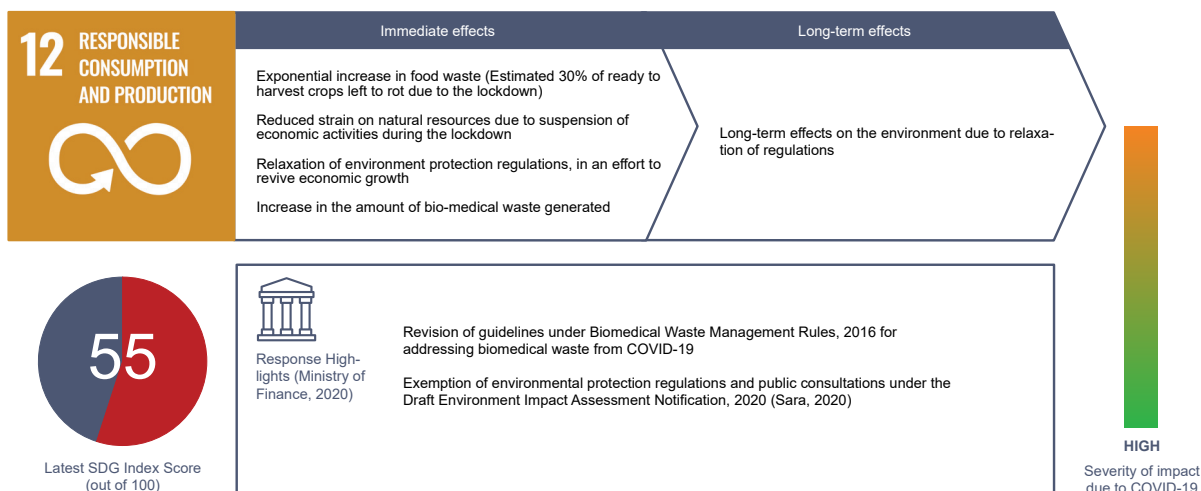 12 RESPONSIBLE
CONSUMPTION
AND PRODUCTION
Immediate effects
Long-term effects
Exponential increase in food waste (Estimated 30% of ready to
harvest crops left to rot due to the lockdown)
Reduced strain on natural resources due to suspension of
economic activities during the lockdown
Relaxation of environment protection regulations, in an effort to
revive economic growth
Increase in the amount of bio-medical waste generated
Long-term effects on the environment due to relaxa-
tion of regulations
55
Latest SDG Index Score
(out of 100)
Response High-
lights (Ministry of
Finance, 2020)
Revision of guidelines under Biomedical Waste Management Rules, 2016 for
addressing biomedical waste from COVID-19
Exemption of environmental protection regulations and public consultations under the
Draft Environment Impact Assessment Notification, 2020 (Sara, 2020)
HIGH
Severity of impact
due to COVID-19